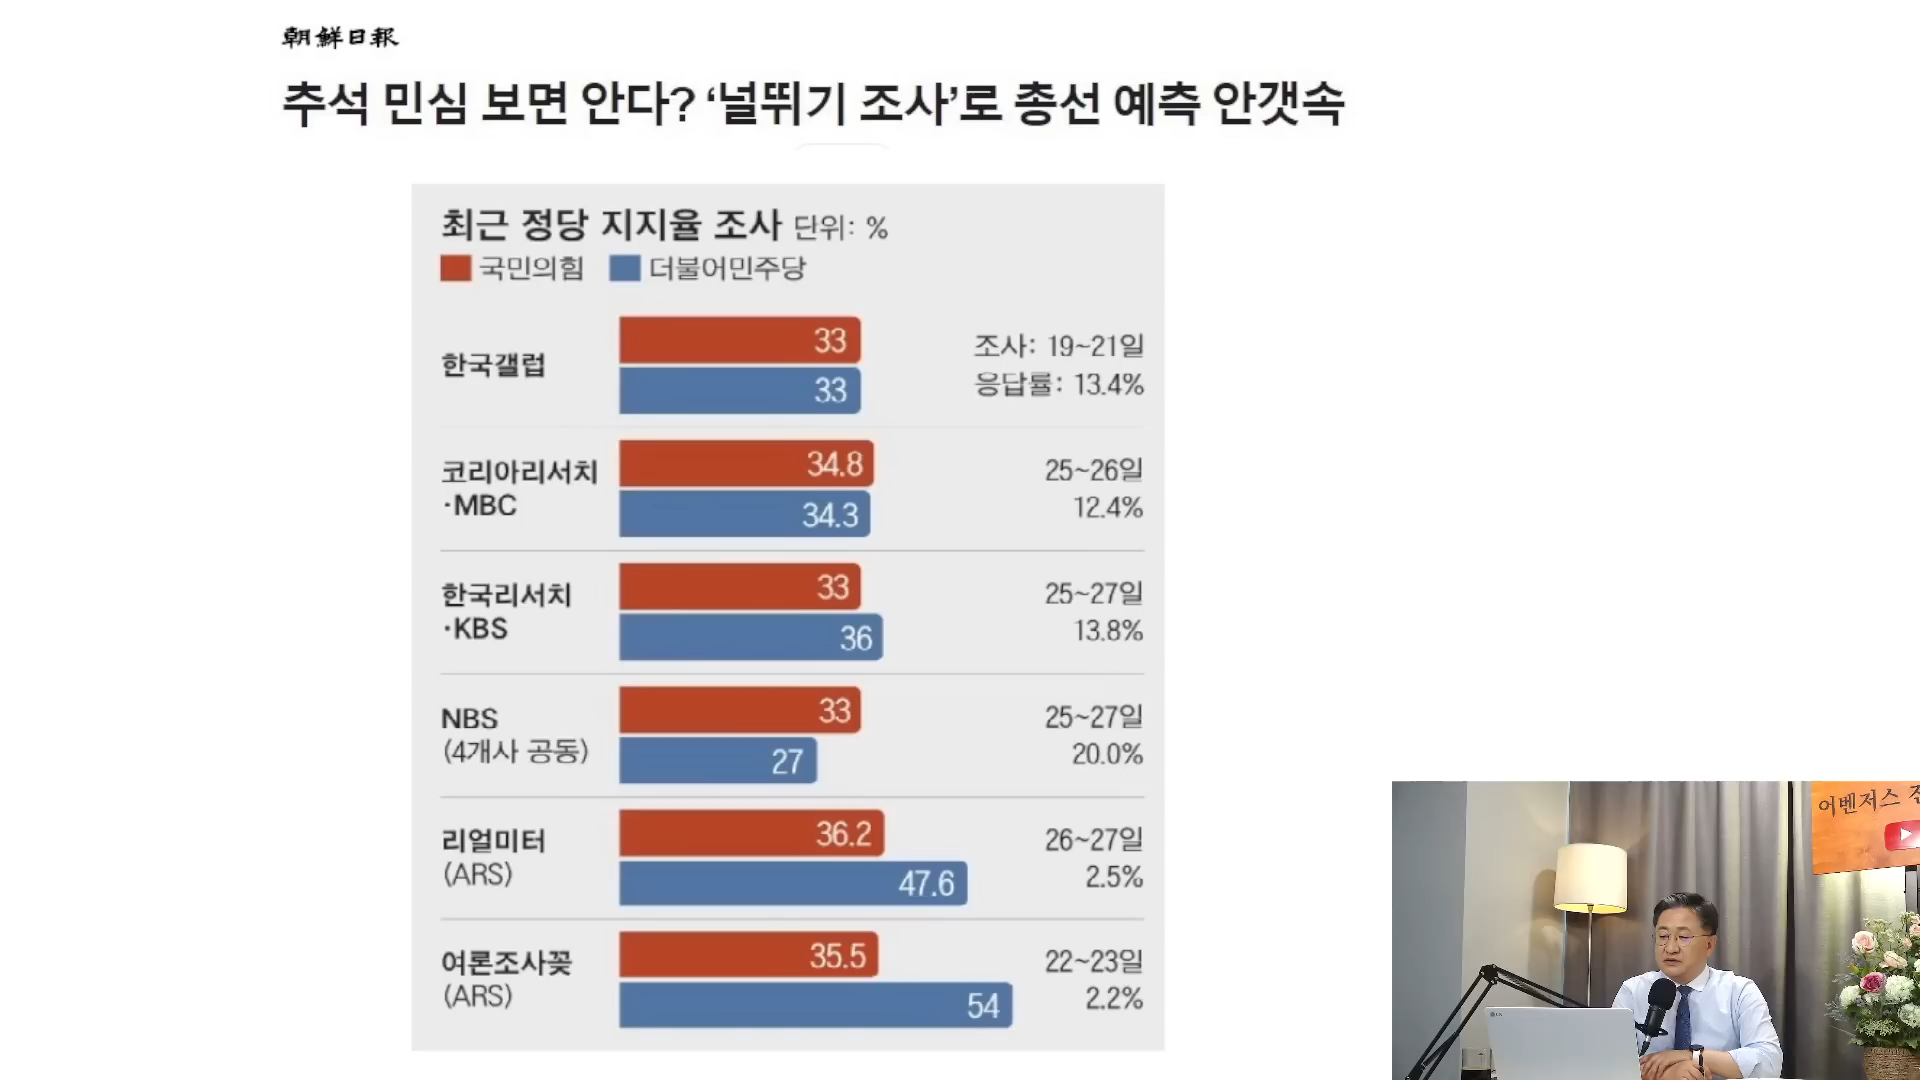 朝鮮日報
추석 민심 보면 안다? ‘널뛰기 조사’로 총선 예측 안갯속
최근 정당 지지율 조사 단위: %
국민의힘 더불어민주당
한국갤럽
33
33
조사: 19~21일
응답률: 13.4%
코리아리서치
·MBC
34.8
34.3
25~26일
12.4%
한국리서치
·KBS
33
36
25~27일
13.8%
NBS
(4개사 공동)
33
27
25~27일
20.0%
리얼미터
(ARS)
36.2
47.6
26~27일
2.5%
여론조사꽃
(ARS)
35.5
54
22~23일
2.2%
어벤저스